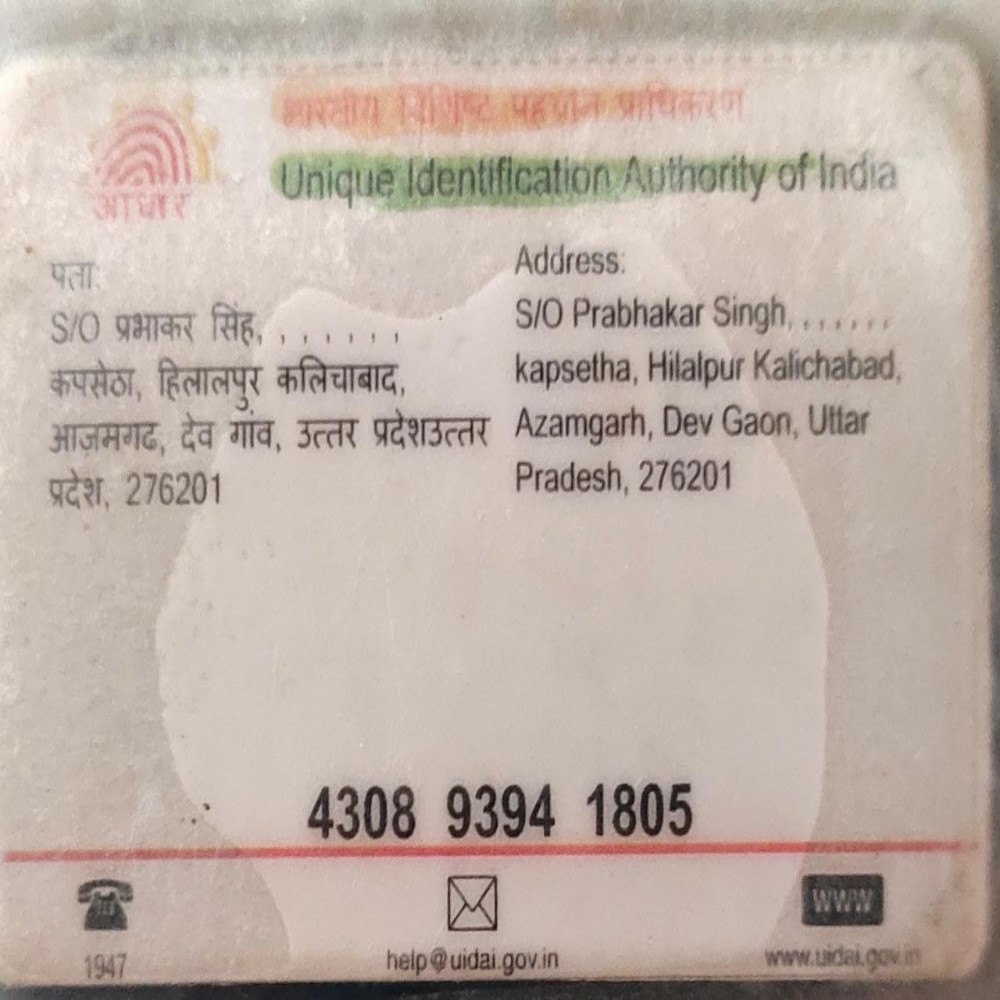 भारतीय विशिष्ट पहचान प्राधिकरण
Unique Identification Authority of India
आधार
पता:
S/O प्रभाकर सिंह, , , , , , ,
कपसेठा, हिलालपुर कलिचाबाद,
आज़मगढ, देव गांव, उत्तर प्रदेशउत्तर
प्रदेश, 276201
Address:
S/O Prabhakar Singh, , , , , , ,
kapsetha, Hilalpur Kalichabad,
Azamgarh, Dev Gaon, Uttar
Pradesh, 276201
4308 9394 1805
1947
help@uidai.gov.in
WWW
www.uidai.gov.in